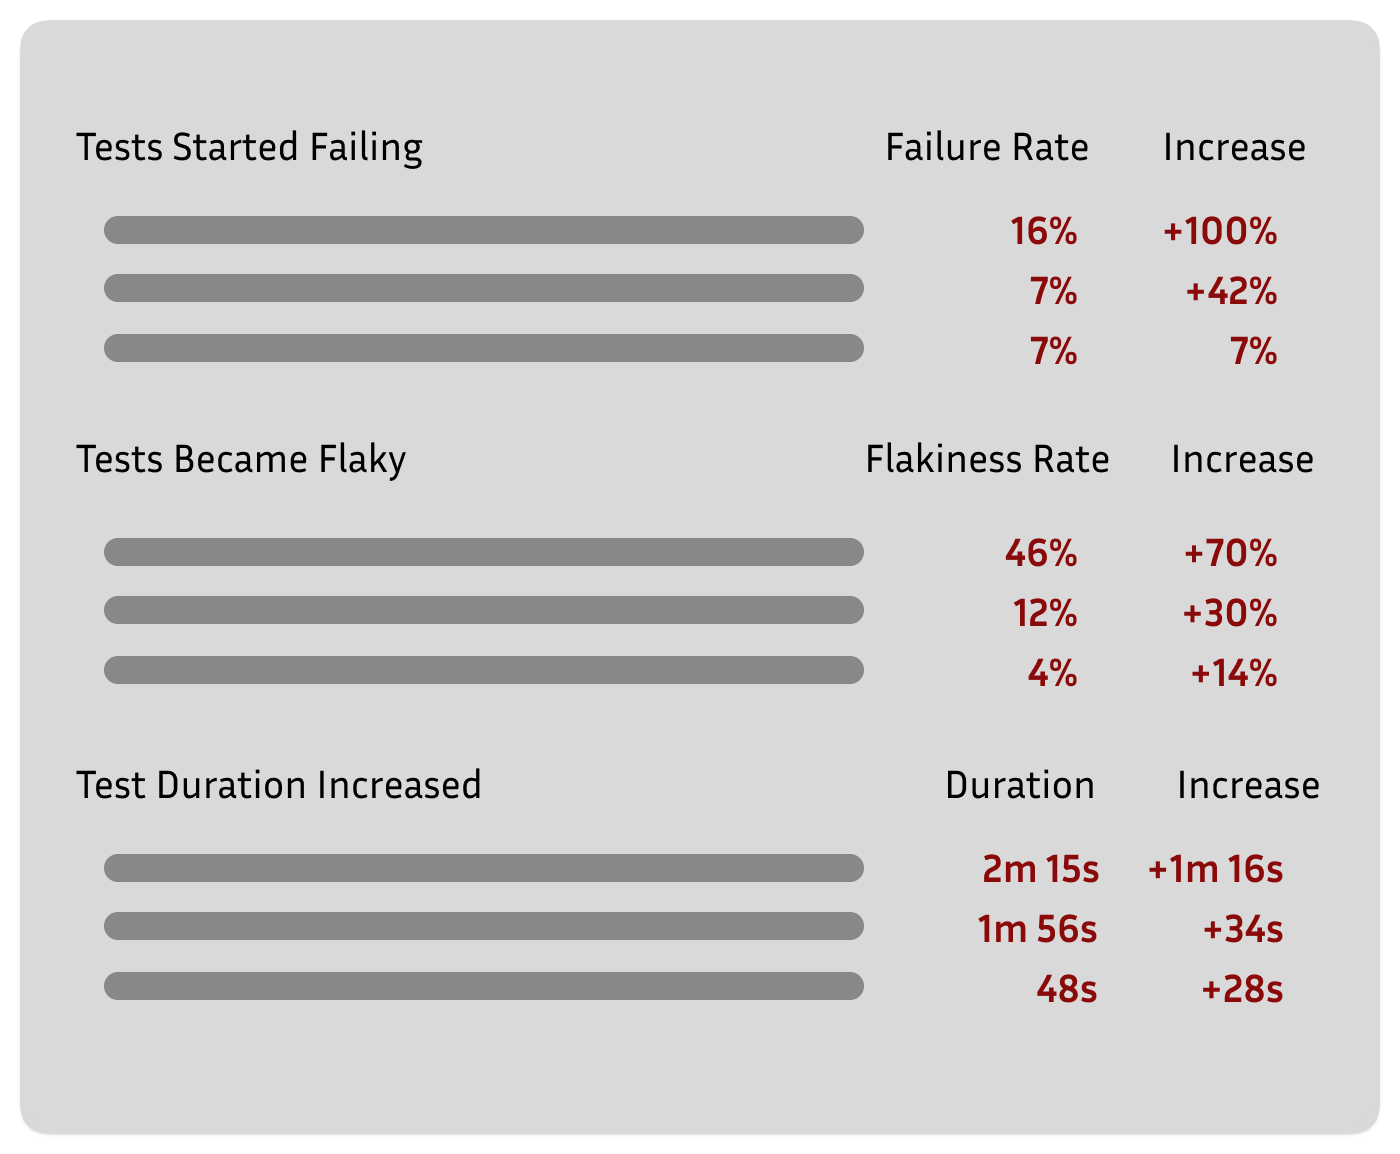 Tests Started Failing Failure Rate Increase
16% +100%
7% +42%
7% 7%
Tests Became Flaky Flakiness Rate Increase
46% +70%
12% +30%
4% +14%
Test Duration Increased Duration Increase
2m 15s +1m 16s
1m 56s +34s
48s +28s